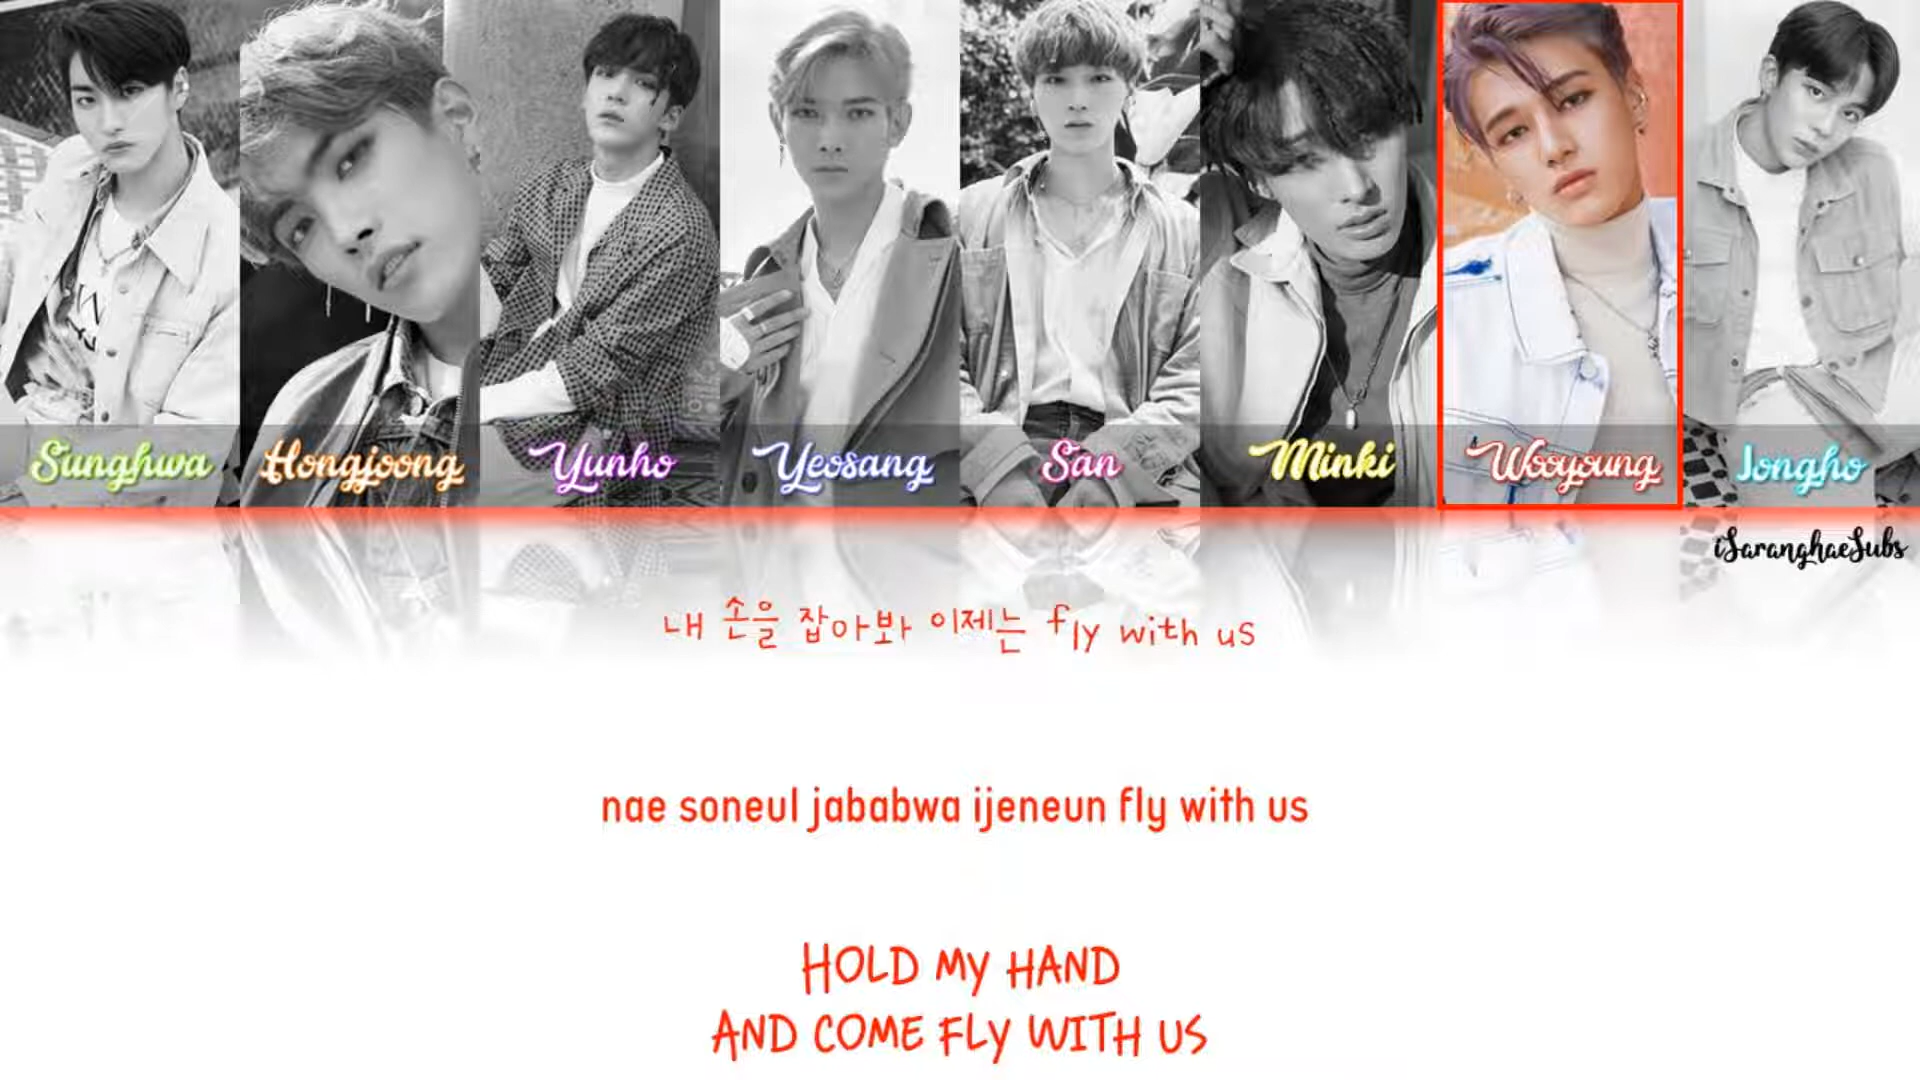 Sunghwa Hongjoong Yunho Yeosang San Minki Wooyoung Jongho
iSaranghaeSubs
내 손을 잡아봐 이제는 fly with us
nae soneul jababwa ijeneun fly with us
HOLD MY HAND
AND COME FLY WITH US